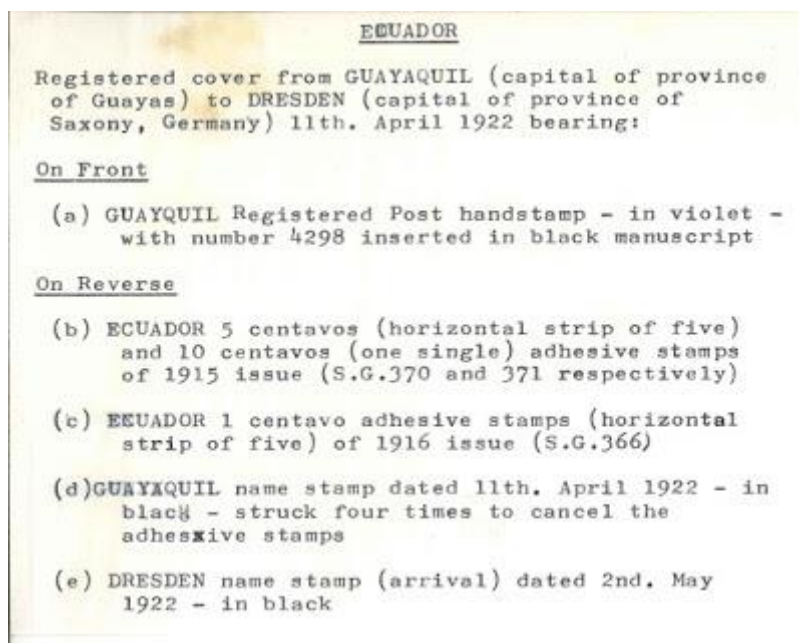 ECUADOR
Registered cover from GUAYAQUIL (capital of province
of Guayas) to DRESDEN (capital of province of
Saxony, Germany) 11th. April 1922 bearing:
On Front
(a) GUAYQUIL Registered Post handstamp - in violet -
with number 4298 inserted in black manuscript
On Reverse
(b) ECUADOR 5 centavos (horizontal strip of five)
and 10 centavos (one single) adhesive stamps
of 1915 issue (S.G.370 and 371 respectively)
(c) ECUADOR 1 centavo adhesive stamps (horizontal
strip of five) of 1916 issue (S.G.366)
(d)GUAYAQUIL name stamp dated 11th. April 1922 - in
black - struck four times to cancel the
adhesxive stamps
(e) DRESDEN name stamp (arrival) dated 2nd. May
1922 - in black